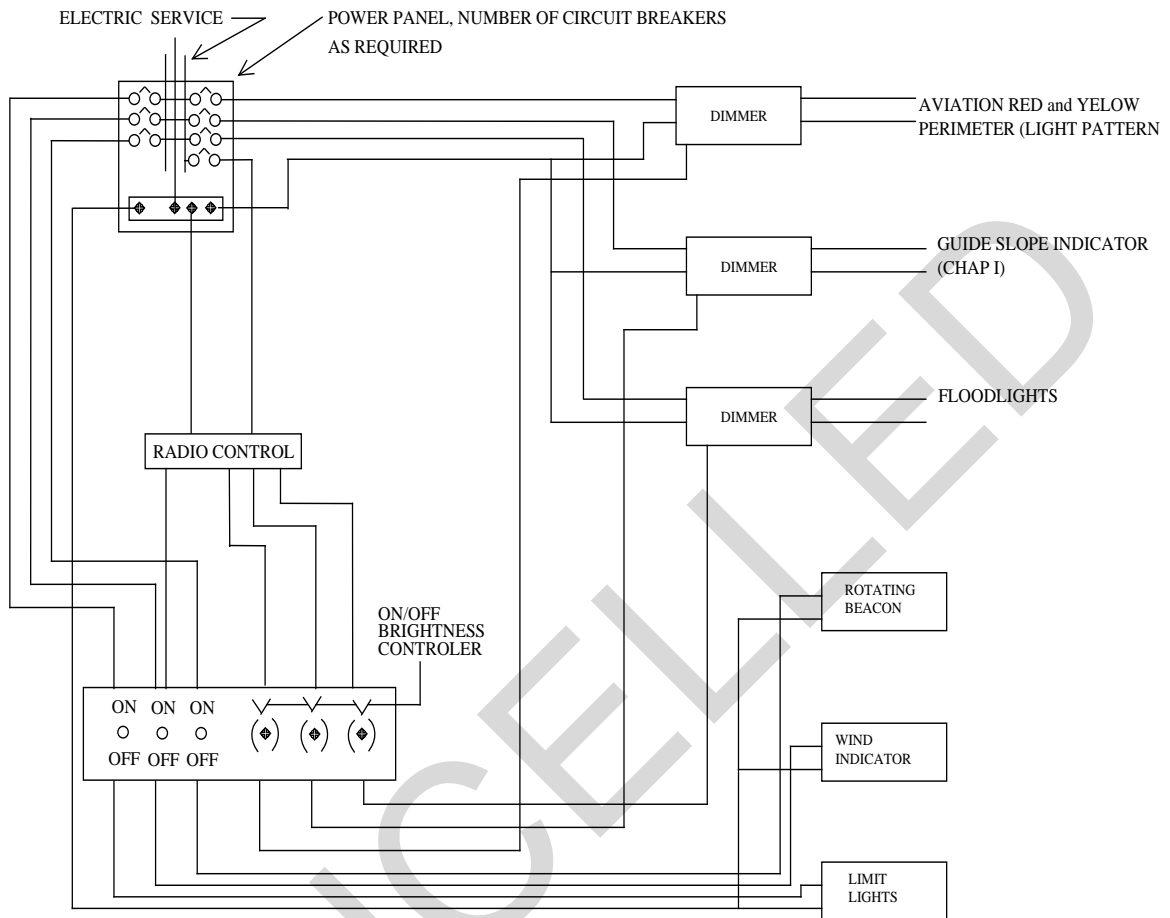 ELECTRIC SERVICE
POWER PANEL, NUMBER OF CIRCUIT BREAKERS
AS REQUIRED
DIMMER
AVIATION RED and YELOW
PERIMETER (LIGHT PATTERN
DIMMER
GUIDE SLOPE INDICATOR
(CHAP I)
DIMMER
FLOODLIGHTS
RADIO CONTROL
ROTATING
BEACON
ON/OFF
BRIGHTNESS
CONTROLER
ON ON ON
OFF OFF OFF
WIND
INDICATOR
LIMIT
LIGHTS
NCELLED